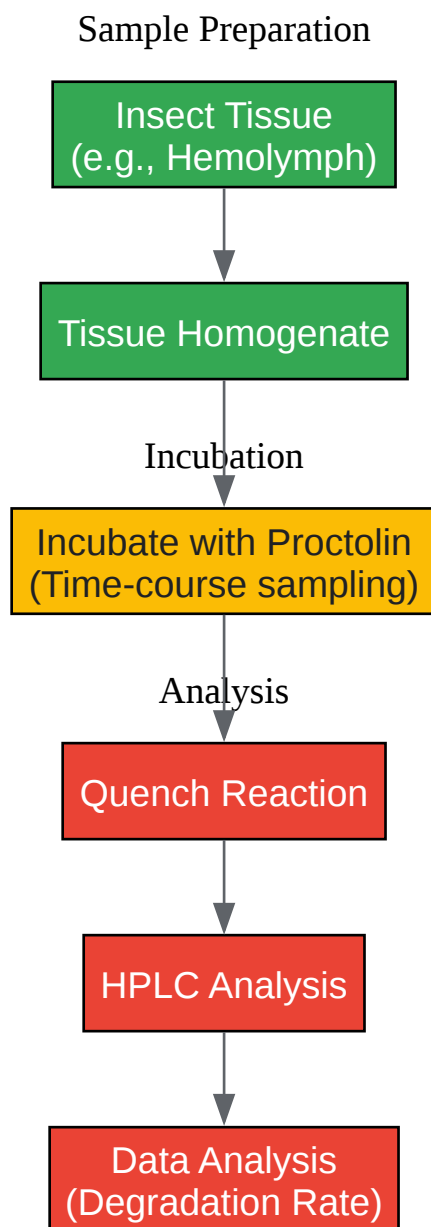 Sample Preparation
Insect Tissue
(e.g., Hemolymph)
Tissue Homogenate
Incubation
Incubate with Proctolin
(Time-course sampling)
Analysis
Quench Reaction
HPLC Analysis
Data Analysis
(Degradation Rate)